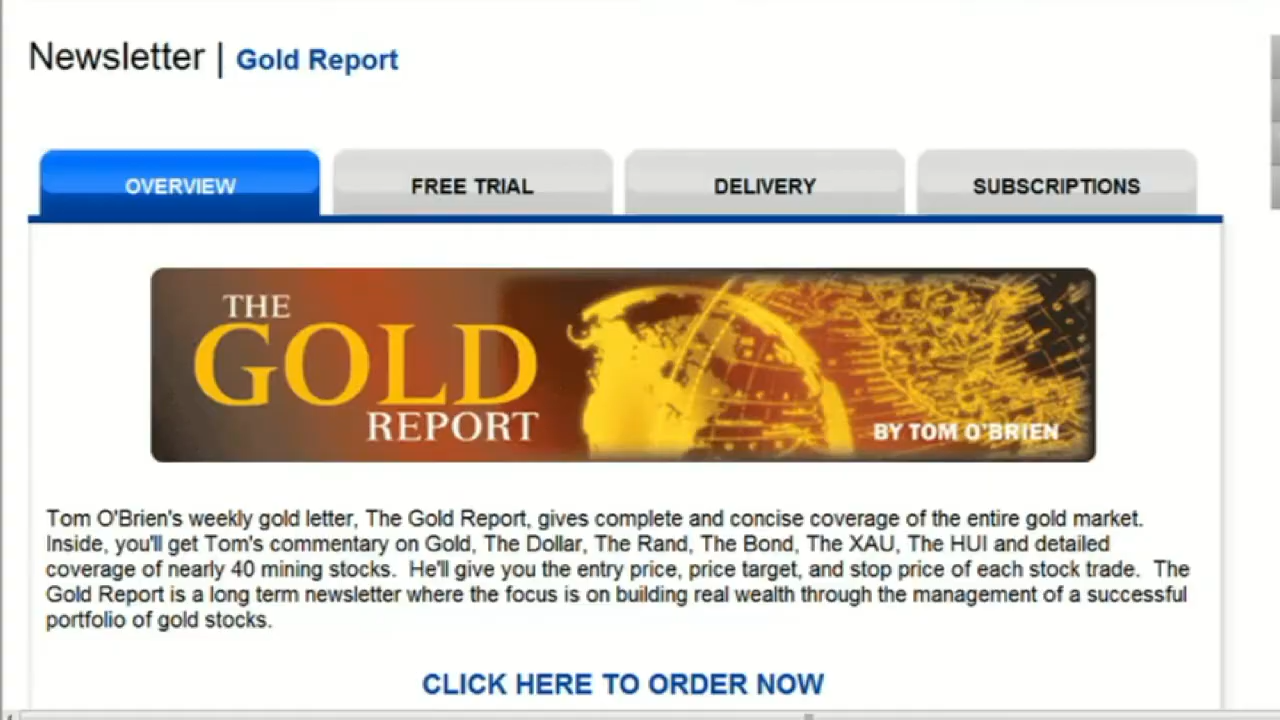 Newsletter | Gold Report
OVERVIEW FREE TRIAL DELIVERY SUBSCRIPTIONS
THE
GOLD
REPORT
BY TOM O'BRIEN
Tom O'Brien's weekly gold letter, The Gold Report, gives complete and concise coverage of the entire gold market.
Inside, you'll get Tom's commentary on Gold, The Dollar, The Rand, The Bond, The XAU, The HUI and detailed
coverage of nearly 40 mining stocks.  He'll give you the entry price, price target, and stop price of each stock trade.  The
Gold Report is a long term newsletter where the focus is on building real wealth through the management of a successful
portfolio of gold stocks.
CLICK HERE TO ORDER NOW